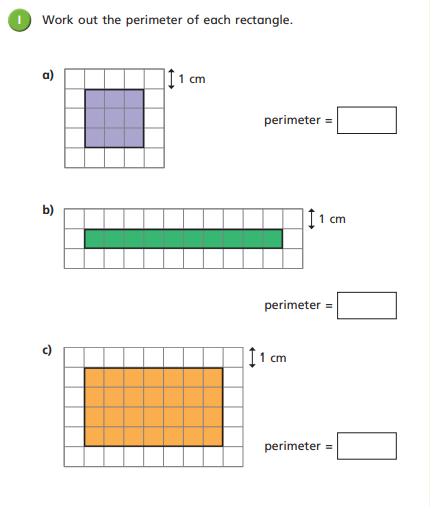 1 Work out the perimeter of each rectangle.
a)
1 cm
perimeter =
b)
1 cm
perimeter =
c)
1 cm
perimeter =